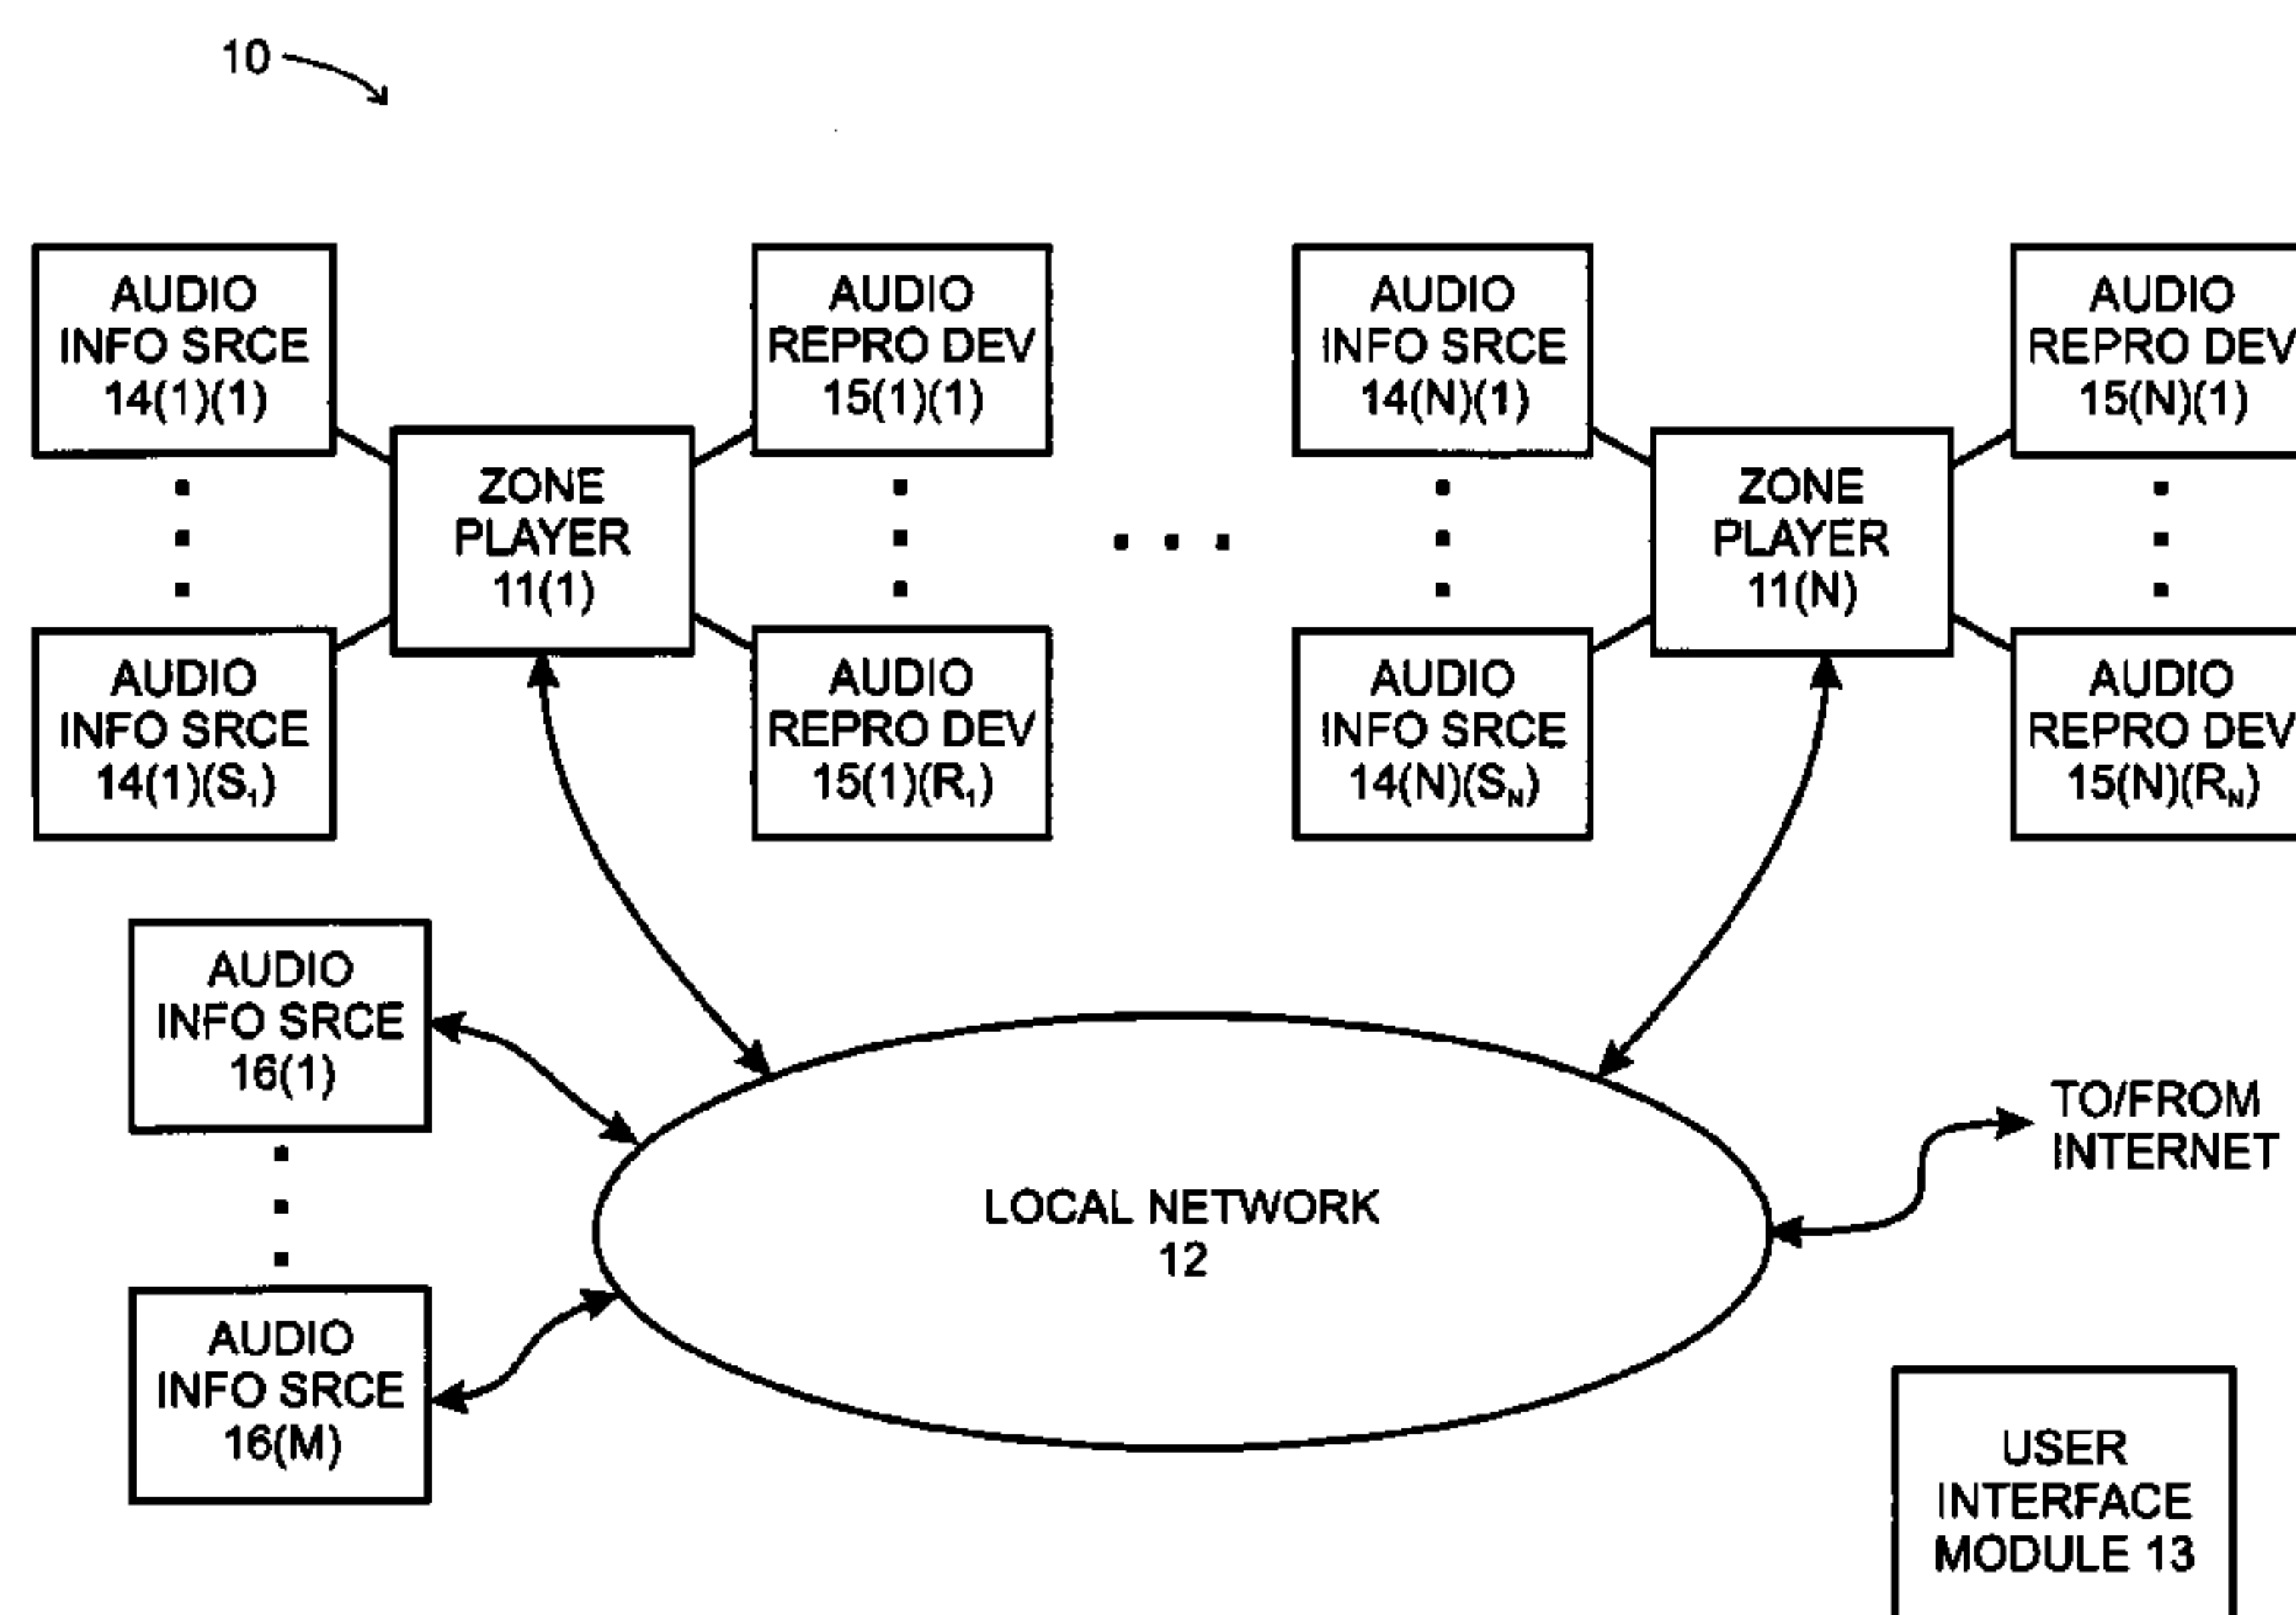 10
AUDIO
INFO SRCE
14(1)(1)
AUDIO
REPRO DEV
15(1)(1)
AUDIO
INFO SRCE
14(N)(1)
AUDIO
REPRO DEV
15(N)(1)
ZONE
PLAYER
11(1)
ZONE
PLAYER
11(N)
AUDIO
INFO SRCE
14(1)(S₁)
AUDIO
REPRO DEV
15(1)(R₁)
AUDIO
INFO SRCE
14(N)(Sₙ)
AUDIO
REPRO DEV
15(N)(Rₙ)
AUDIO
INFO SRCE
16(1)
TO/FROM
INTERNET
LOCAL NETWORK
12
AUDIO
INFO SRCE
16(M)
USER
INTERFACE
MODULE 13